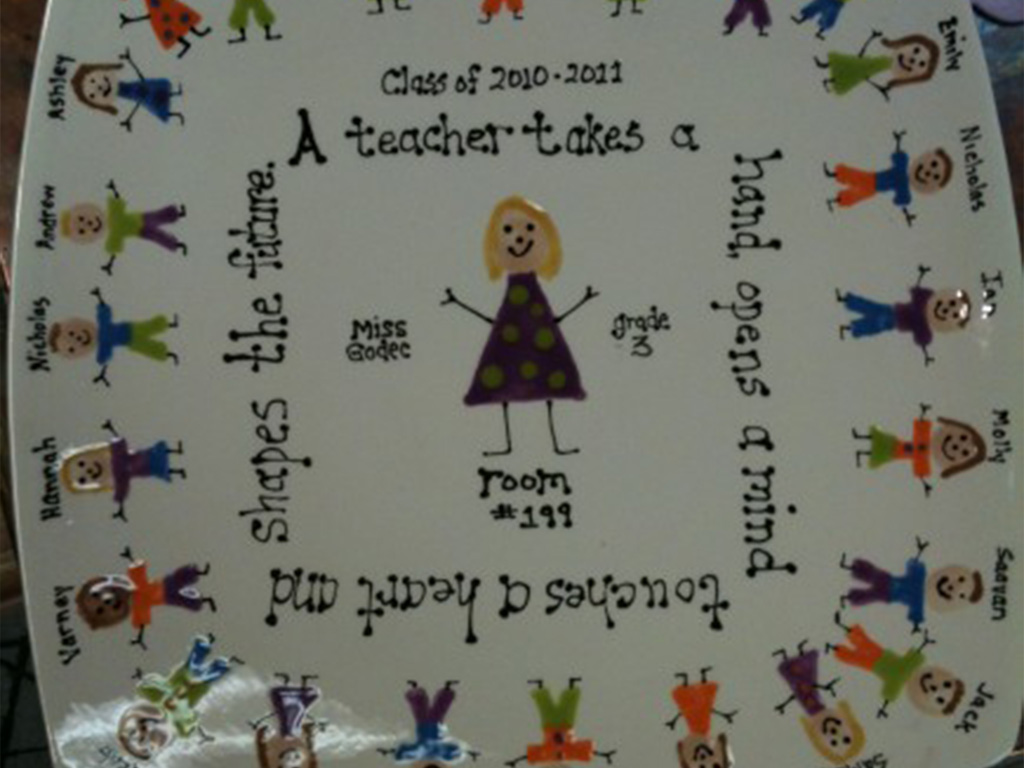 Class of 2010-2011
A teacher takes a
hand, opens a mind
touches a heart and
shapes the future.
Miss
Godec
grade
3
room
#199
Ashley
Andrew
Nicholas
Hannah
Varney
Emily
Nicholas
Ian
Molly
Saavan
Jack